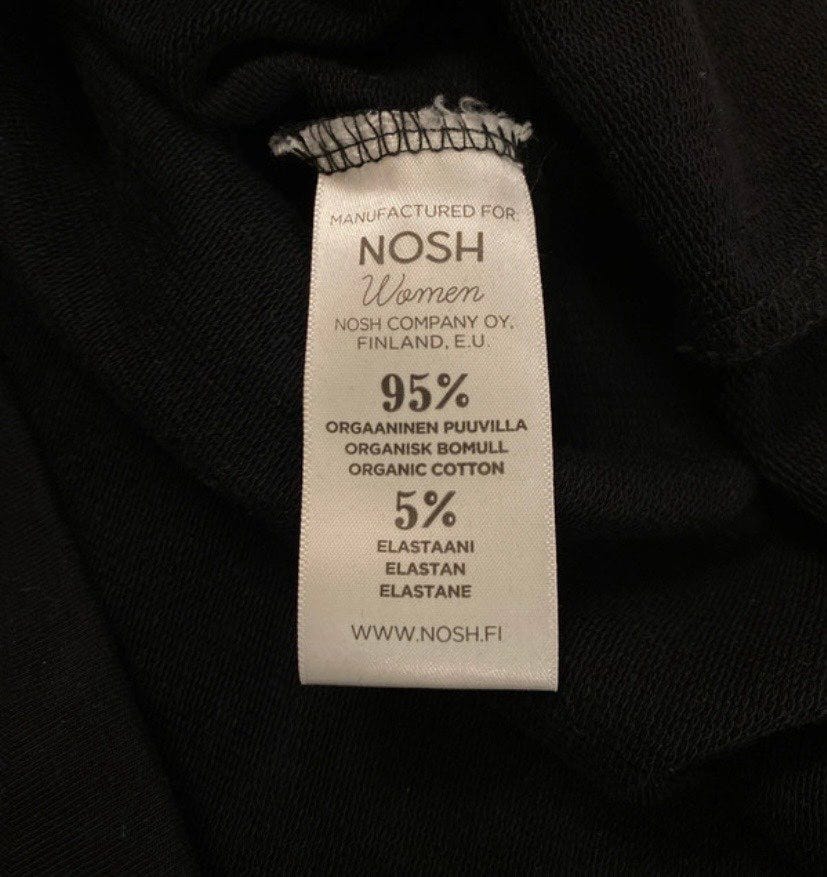 MANUFACTURED FOR:
NOSH
Women
NOSH COMPANY OY,
FINLAND, E.U.
95%
ORGAANINEN PUUVILLA
ORGANISK BOMULL
ORGANIC COTTON
5%
ELASTAANI
ELASTAN
ELASTANE
WWW.NOSH.FI